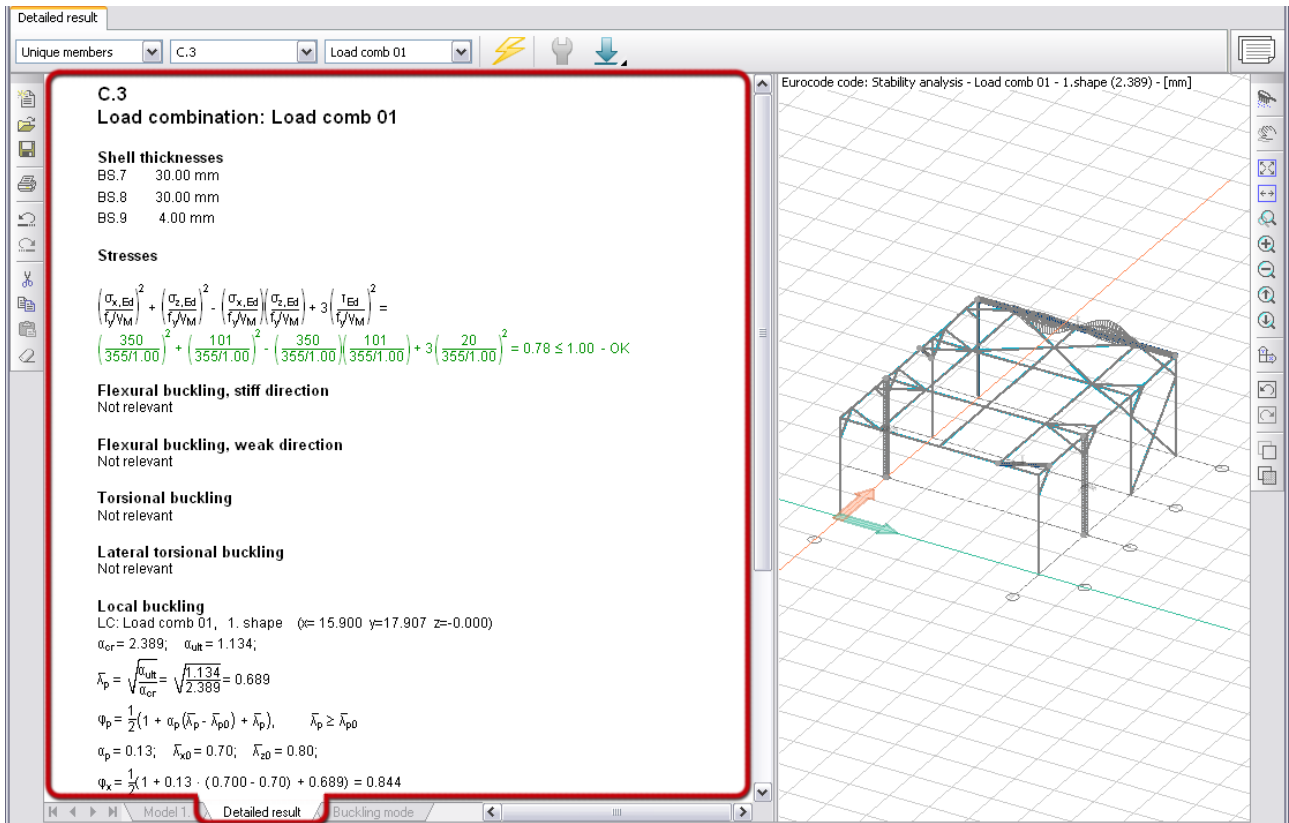 Detailed result
Unique members C.3 Load comb 01
C.3
Load combination: Load comb 01
Shell thicknesses
BS.7 30.00 mm
BS.8 30.00 mm
BS.9 4.00 mm
Stresses
(σx,Ed / fy/γM)² + (σz,Ed / fy/γM)² - (σx,Ed / fy/γM)(σz,Ed / fy/γM) + 3(τEd / fy/γM)² =
(350 / 355/1.00)² + (101 / 355/1.00)² - (350 / 355/1.00)(101 / 355/1.00) + 3(20 / 355/1.00)² = 0.78 ≤ 1.00 - OK
Flexural buckling, stiff direction
Not relevant
Flexural buckling, weak direction
Not relevant
Torsional buckling
Not relevant
Lateral torsional buckling
Not relevant
Local buckling
LC: Load comb 01, 1. shape (x= 15.900 y=17.907 z=-0.000)
αcr = 2.389; αult = 1.134;
λ̅p = √(αult / αcr) = √(1.134 / 2.389) = 0.689
φp = 1/2(1 + αp(λ̅p - λ̅p0) + λ̅p), λ̅p ≥ λ̅p0
αp = 0.13; λ̅x0 = 0.70; λ̅z0 = 0.80;
φx = 1/2(1 + 0.13 · (0.700 - 0.70) + 0.689) = 0.844
Model 1. Detailed result Buckling mode
Eurocode code: Stability analysis - Load comb 01 - 1.shape (2.389) - [mm]